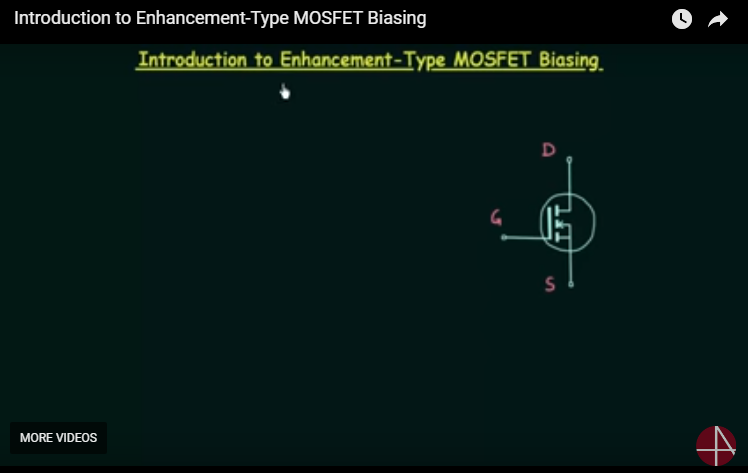 Introduction to Enhancement-Type MOSFET Biasing
Introduction to Enhancement-Type MOSFET Biasing
D
G
S
MORE VIDEOS